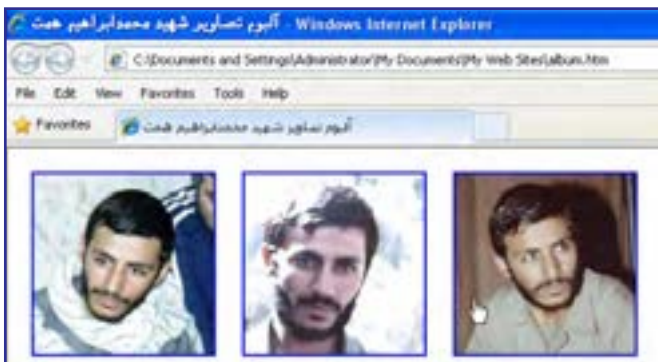 آلبوم تصاویر شهید محمدابراهیم همت - Windows Internet Explorer
C:\Documents and Settings\Administrator\My Documents\My Web Sites\album.htm
File Edit View Favorites Tools Help
Favorites آلبوم تصاویر شهید محمدابراهیم همت